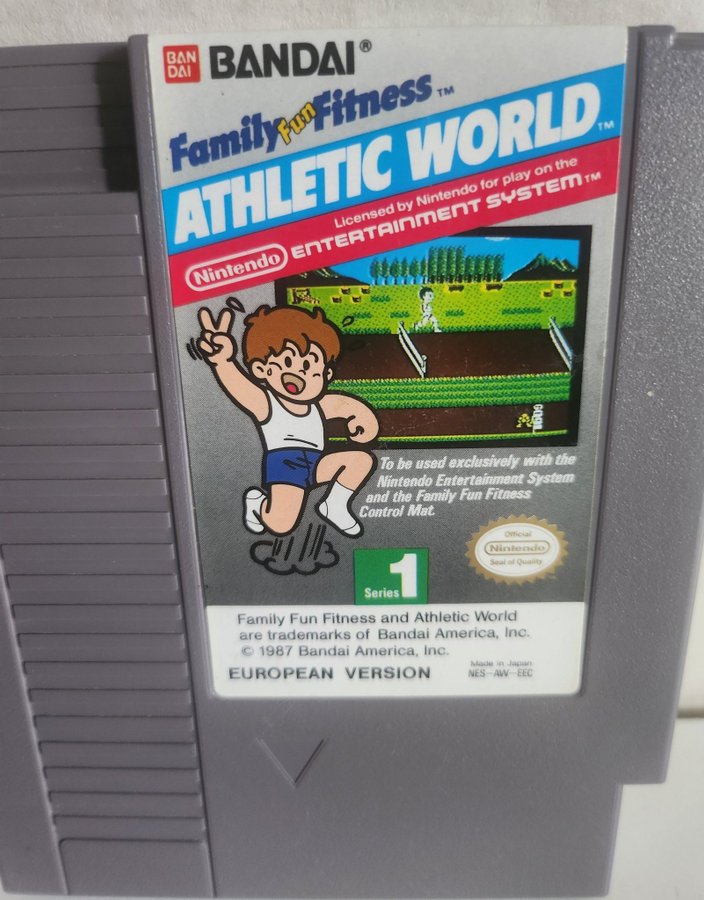 BAN
DAI
BANDAI®
Family Fun Fitness™
ATHLETIC WORLD™
Licensed by Nintendo for play on the
Nintendo ENTERTAINMENT SYSTEM™
To be used exclusively with the
Nintendo Entertainment System
and the Family Fun Fitness
Control Mat.
Official
Nintendo
Seal of Quality
Series 1
Family Fun Fitness and Athletic World
are trademarks of Bandai America, Inc.
© 1987 Bandai America, Inc.
Made in Japan
EUROPEAN VERSION NES-AW-EEC